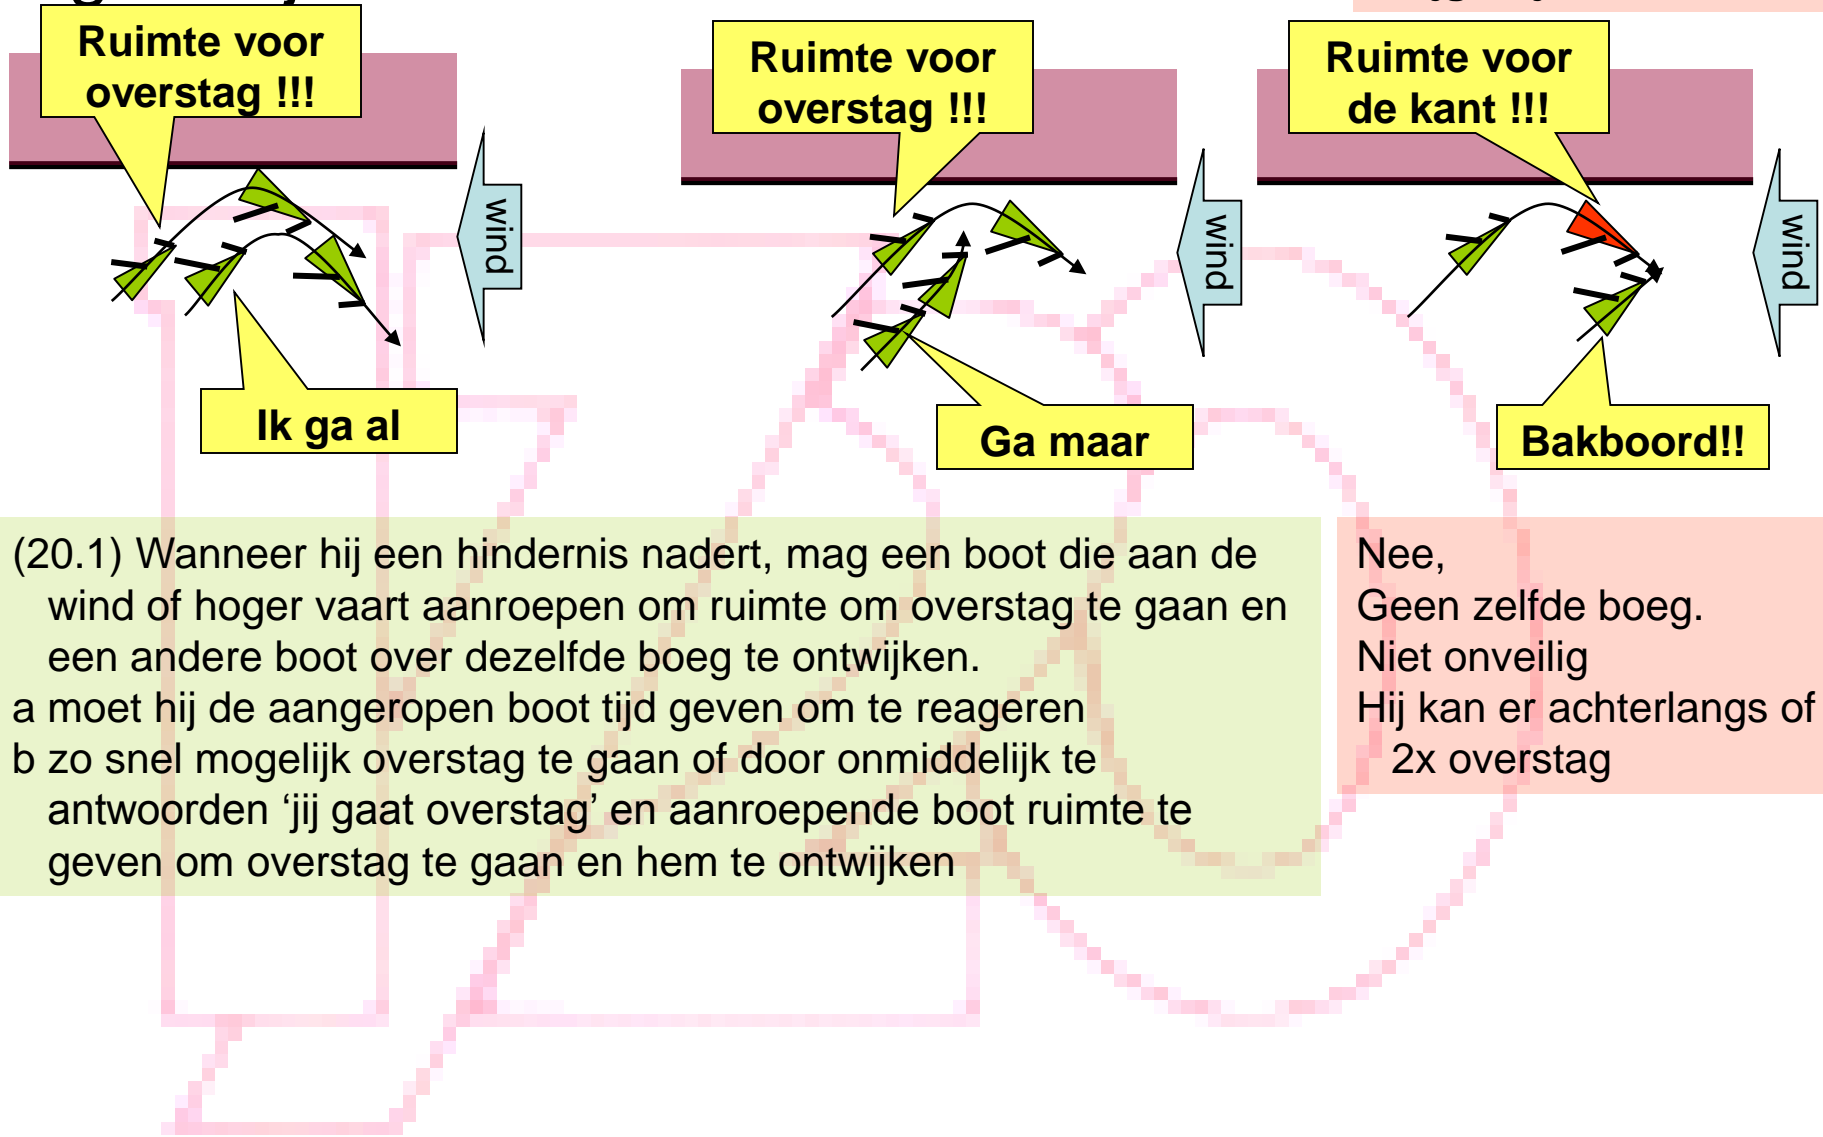 Ruimte voor
overstag !!!
Ruimte voor
overstag !!!
Ruimte voor
de kant !!!
wind
wind
wind
Ik ga al
Ga maar
Bakboord!!
(20.1) Wanneer hij een hindernis nadert, mag een boot die aan de
wind of hoger vaart aanroepen om ruimte om overstag te gaan en
een andere boot over dezelfde boeg te ontwijken.
a moet hij de aangeropen boot tijd geven om te reageren
b zo snel mogelijk overstag te gaan of door onmiddelijk te
antwoorden ‘jij gaat overstag’ en aanroepende boot ruimte te
geven om overstag te gaan en hem te ontwijken
Nee,
Geen zelfde boeg.
Niet onveilig
Hij kan er achterlangs of
2x overstag